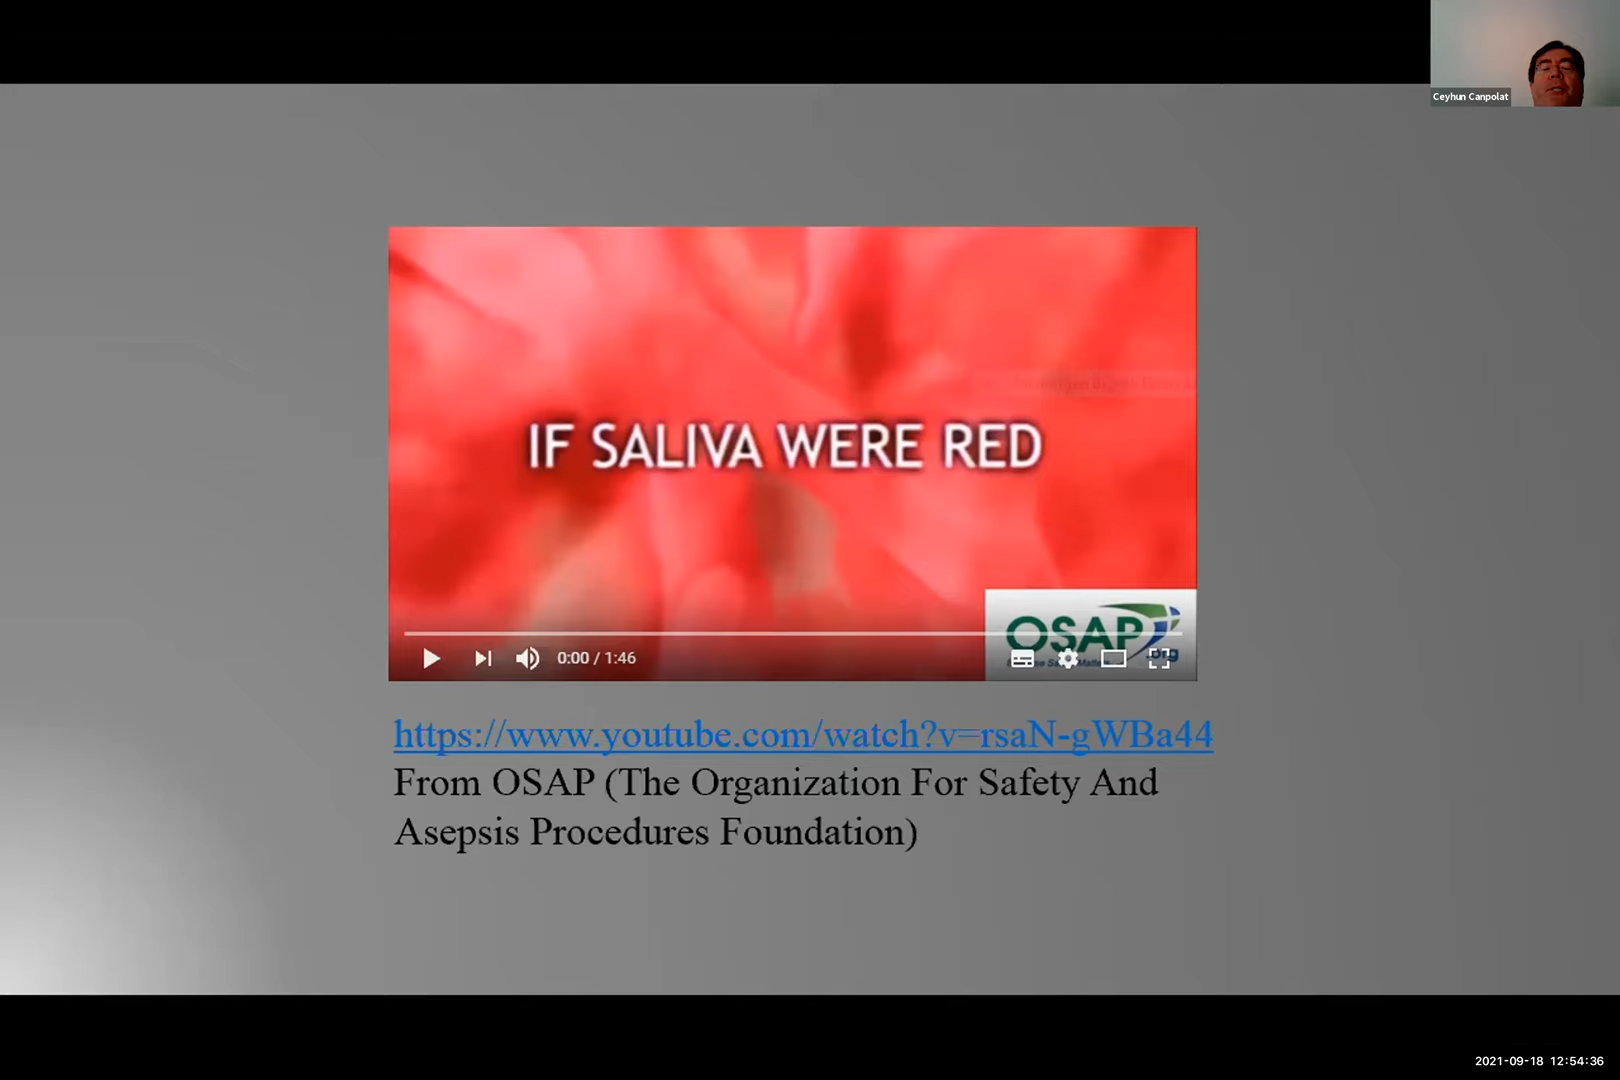 Ceyhun Canpolat
IF SALIVA WERE RED
OSAP
.org
0:00 / 1:46
https://www.youtube.com/watch?v=rsaN-gWBa44
From OSAP (The Organization For Safety And
Asepsis Procedures Foundation)
2021-09-18 12:54:36